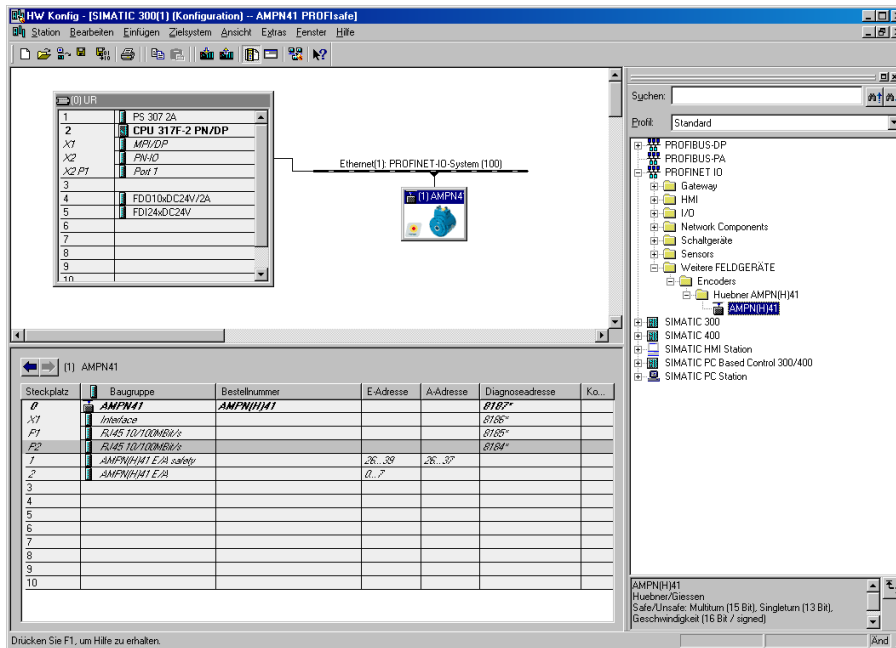 HW Konfig - [SIMATIC 300(1) (Konfiguration) -- AMPN41 PROFIsafe]
Station Bearbeiten Einfügen Zielsystem Ansicht Extras Fenster Hilfe
(0) UR
1 PS 307 2A
2 CPU 317F-2 PN/DP
X1 MPI/DP
X2 PN-IO
X2 P1 Port 1
3
4 FDO10xDC24V/2A
5 FDI24xDC24V
6
7
8
9
10
Ethernet(1): PROFINET-IO-System (100)
(1) AMPN4
Suchen:
Profil: Standard
PROFIBUS-DP
PROFIBUS-PA
PROFINET IO
Gateway
HMI
I/O
Network Components
Schaltgeräte
Sensors
Weitere FELDGERÄTE
Encoders
Huebner AMPN(H)41
AMPN(H)41
SIMATIC 300
SIMATIC 400
SIMATIC HMI Station
SIMATIC PC Based Control 300/400
SIMATIC PC Station
(1) AMPN41
Steckplatz Baugruppe Bestellnummer E-Adresse A-Adresse Diagnoseadresse Ko...
0 AMPN41 AMPN(H)41 8187*
X1 Interface 8186*
P1 RJ45 10/100MBit/s 8185*
P2 RJ45 10/100MBit/s 8184*
1 AMPN(H)41 E/A safety 26...39 26...37
2 AMPN(H)41 E/A 0...7
3
4
5
6
7
8
9
10
AMPN(H)41
Huebner/Giessen
Safe/Unsafe: Multiturn (15 Bit), Singleturn (13 Bit),
Geschwindigkeit (16 Bit / signed)
Drücken Sie F1, um Hilfe zu erhalten.
Änd